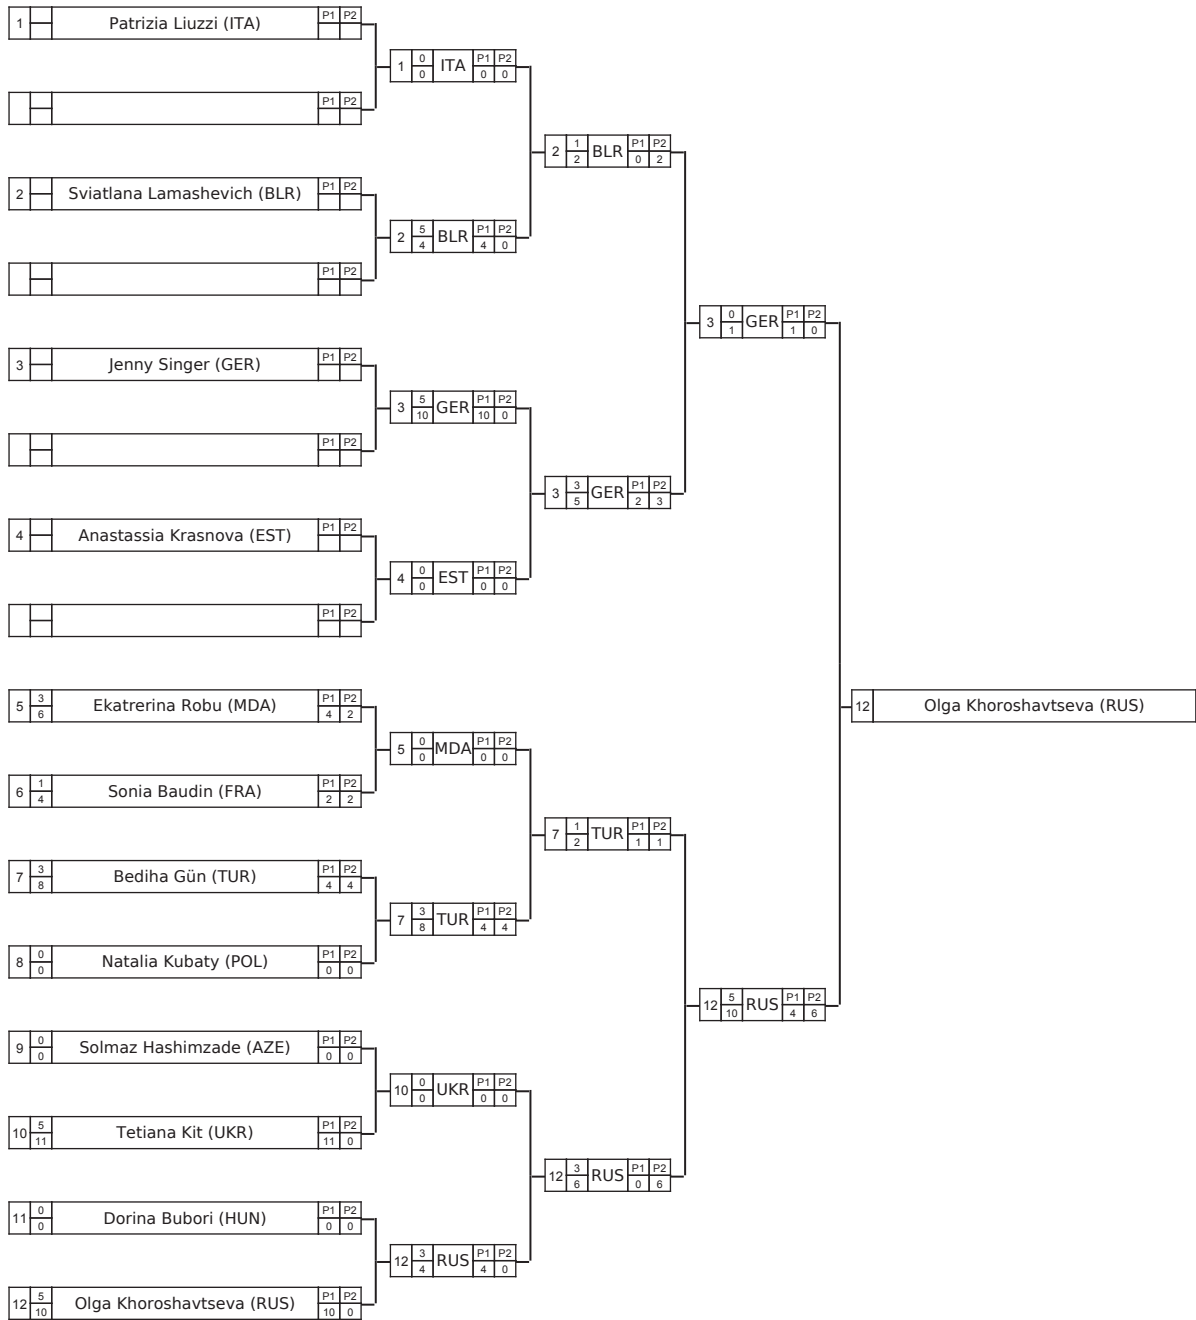 1 Patrizia Liuzzi (ITA) P1 P2
1 0 ITA P1 P2
0 0 0
P1 P2
2 1 BLR P1 P2
2 0 2
2 Sviatlana Lamashevich (BLR) P1 P2
2 5 BLR P1 P2
4 4 0
P1 P2
3 0 GER P1 P2
1 1 0
3 Jenny Singer (GER) P1 P2
3 5 GER P1 P2
10 10 0
P1 P2
3 3 GER P1 P2
5 2 3
4 Anastassia Krasnova (EST) P1 P2
4 0 EST P1 P2
0 0 0
P1 P2
5 3 Ekatrerina Robu (MDA) P1 P2
6 4 2
12 Olga Khoroshavtseva (RUS)
5 0 MDA P1 P2
0 0 0
6 1 Sonia Baudin (FRA) P1 P2
4 2 2
7 1 TUR P1 P2
2 1 1
7 3 Bediha Gün (TUR) P1 P2
8 4 4
7 3 TUR P1 P2
8 4 4
8 0 Natalia Kubaty (POL) P1 P2
0 0 0
12 5 RUS P1 P2
10 4 6
9 0 Solmaz Hashimzade (AZE) P1 P2
0 0 0
10 0 UKR P1 P2
0 0 0
10 5 Tetiana Kit (UKR) P1 P2
11 11 0
12 3 RUS P1 P2
6 0 6
11 0 Dorina Bubori (HUN) P1 P2
0 0 0
12 3 RUS P1 P2
4 4 0
12 5 Olga Khoroshavtseva (RUS) P1 P2
10 10 0